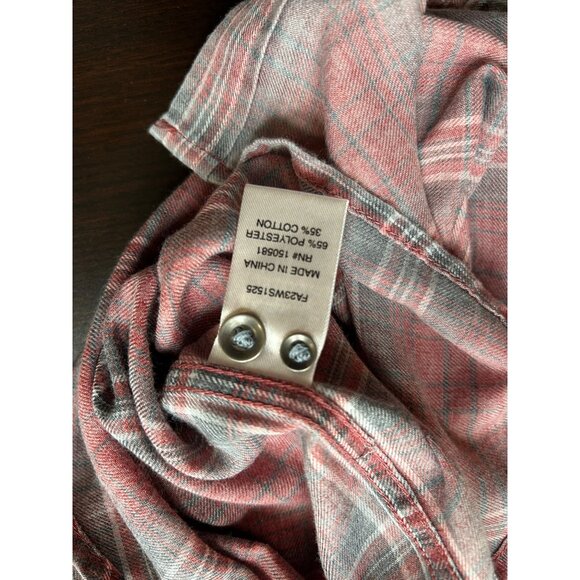 FA23WS1525
MADE IN CHINA
RN# 150581
65% POLYESTER
35% COTTON